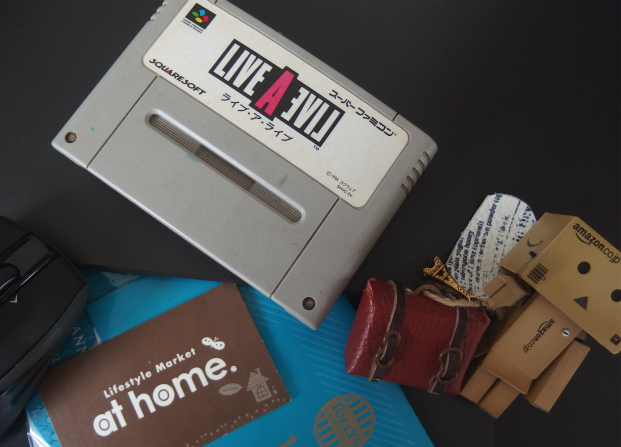 スーパーファミコン
LIVE A LIVE
ライブ・ア・ライブ
TM
SQUARESOFT
amazon.co.jp
Lifestyle Market
at home.